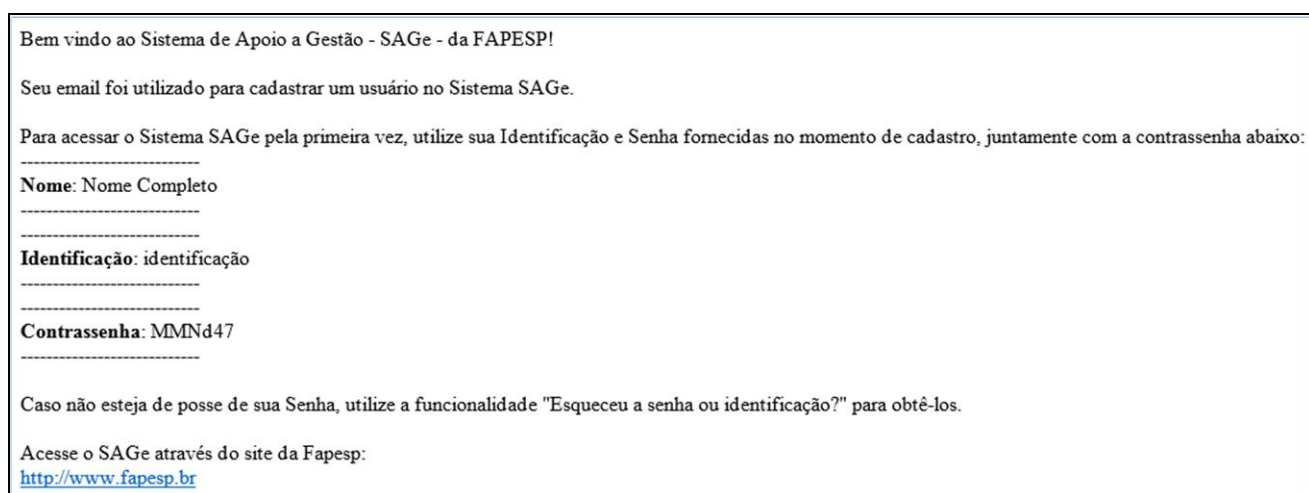 Bem vindo ao Sistema de Apoio a Gestão - SAGe - da FAPESP!
Seu email foi utilizado para cadastrar um usuário no Sistema SAGe.
Para acessar o Sistema SAGe pela primeira vez, utilize sua Identificação e Senha fornecidas no momento de cadastro, juntamente com a contrassenha abaixo:
----------------------------
Nome: Nome Completo
----------------------------
----------------------------
Identificação: identificação
----------------------------
----------------------------
Contrassenha: MMNd47
----------------------------
Caso não esteja de posse de sua Senha, utilize a funcionalidade "Esqueceu a senha ou identificação?" para obtê-los.
Acesse o SAGe através do site da Fapesp:
http://www.fapesp.br